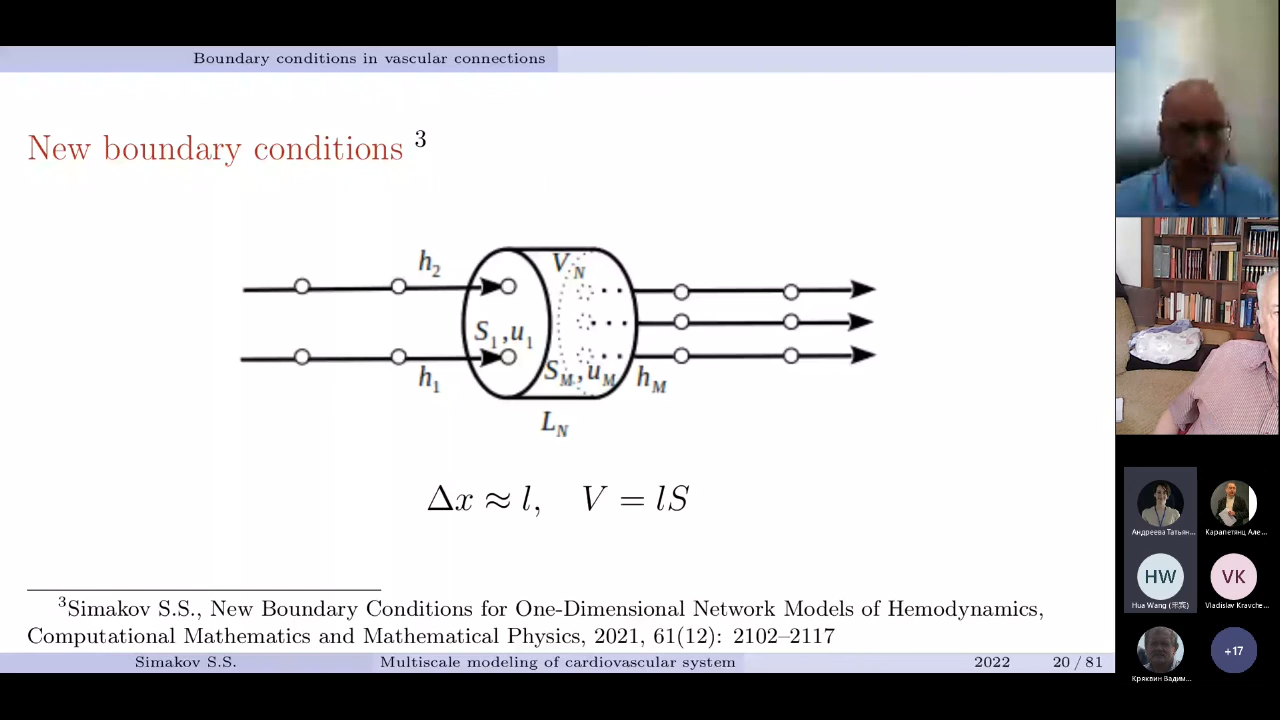 Boundary conditions in vascular connections
New boundary conditions ³
h₂
V_N
S₁,u₁
S_M,u_M
h₁
h_M
L_N
Δx ≈ l, V = lS
³Simakov S.S., New Boundary Conditions for One-Dimensional Network Models of Hemodynamics,
Computational Mathematics and Mathematical Physics, 2021, 61(12): 2102–2117
Simakov S.S. Multiscale modeling of cardiovascular system 2022 20 / 81
Андреева Татьян... Карапетянц Але...
HW VK
Hua Wang (宋宾) Vladislav Kravche...
+17
Кряквин Вадим...